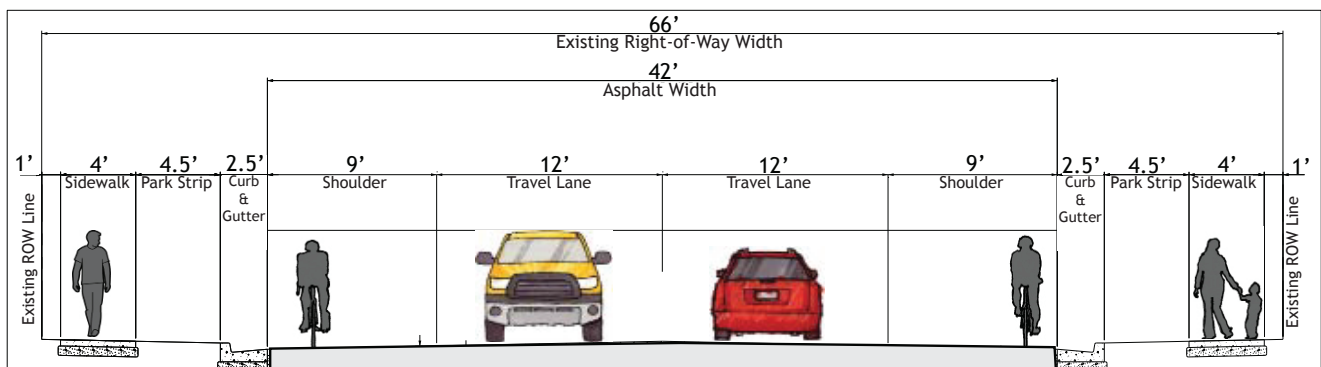 66’
Existing Right-of-Way Width
42’
Asphalt Width
1’ 4’ 4.5’ 2.5’ 9’ 12’ 12’ 9’ 2.5’ 4.5’ 4’ 1’
Sidewalk Park Strip Curb & Gutter Shoulder Travel Lane Travel Lane Shoulder Curb & Gutter Park Strip Sidewalk
Existing ROW Line
Existing ROW Line